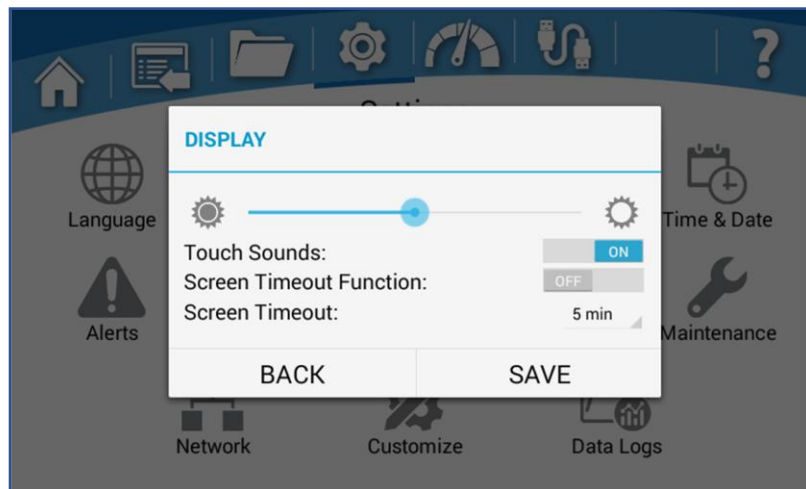 ?
DISPLAY
Language
Time & Date
Touch Sounds:
ON
Screen Timeout Function:
OFF
Screen Timeout:
5 min
Alerts
Maintenance
BACK
SAVE
Network
Customize
Data Logs